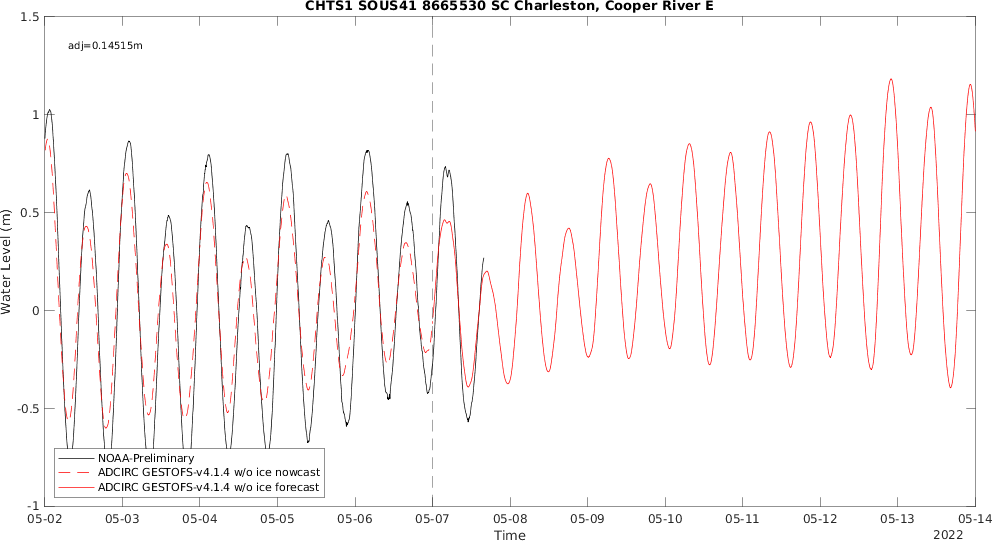 CHTS1 SOUS41 8665530 SC Charleston, Cooper River E
adj=0.14515m
1.5
1
0.5
0
-0.5
-1
Water Level (m)
NOAA-Preliminary
ADCIRC GESTOFS-v4.1.4 w/o ice nowcast
ADCIRC GESTOFS-v4.1.4 w/o ice forecast
05-02 05-03 05-04 05-05 05-06 05-07 05-08 05-09 05-10 05-11 05-12 05-13 05-14
Time
2022